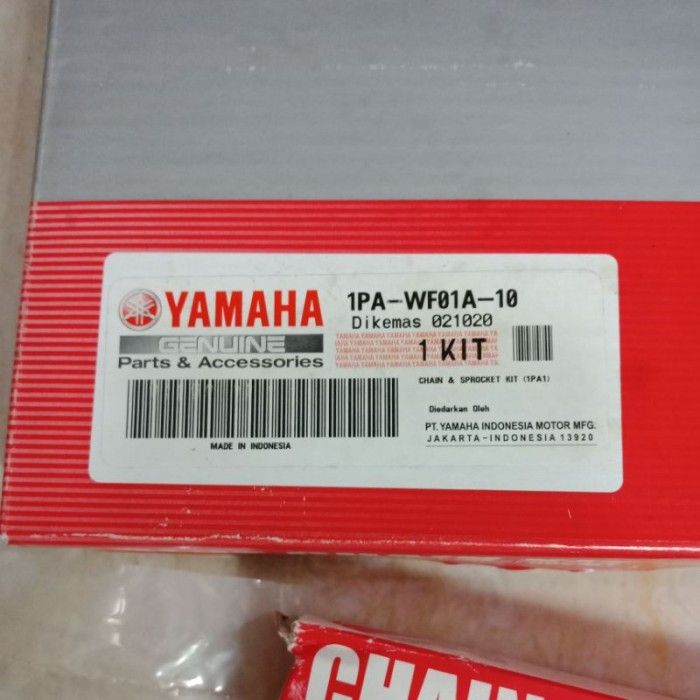 YAMAHA
GENUINE
Parts & Accessories
1PA-WF01A-10
Dikemas 021020
1 KIT
CHAIN & SPROCKET KIT (1PA1)
Diedarkan Oleh
PT. YAMAHA INDONESIA MOTOR MFG.
JAKARTA-INDONESIA 13920
MADE IN INDONESIA
CHAIN